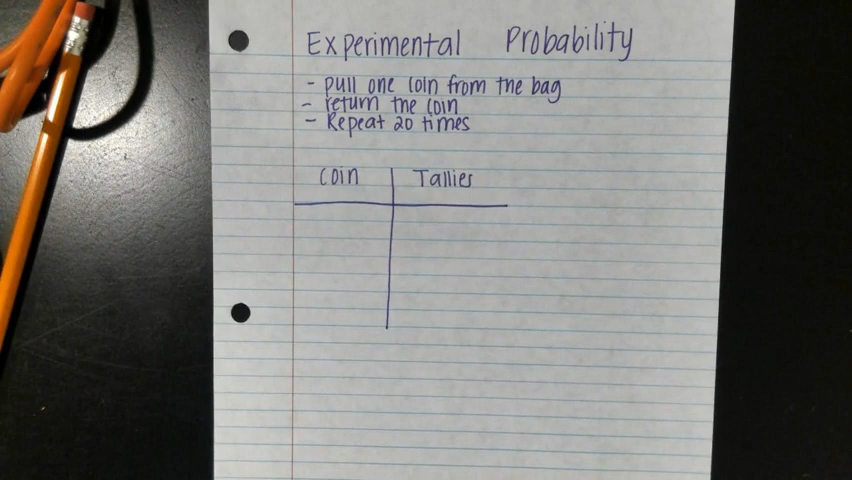 Experimental Probability
- pull one coin from the bag
- return the coin
- Repeat 20 times
coin Tallies